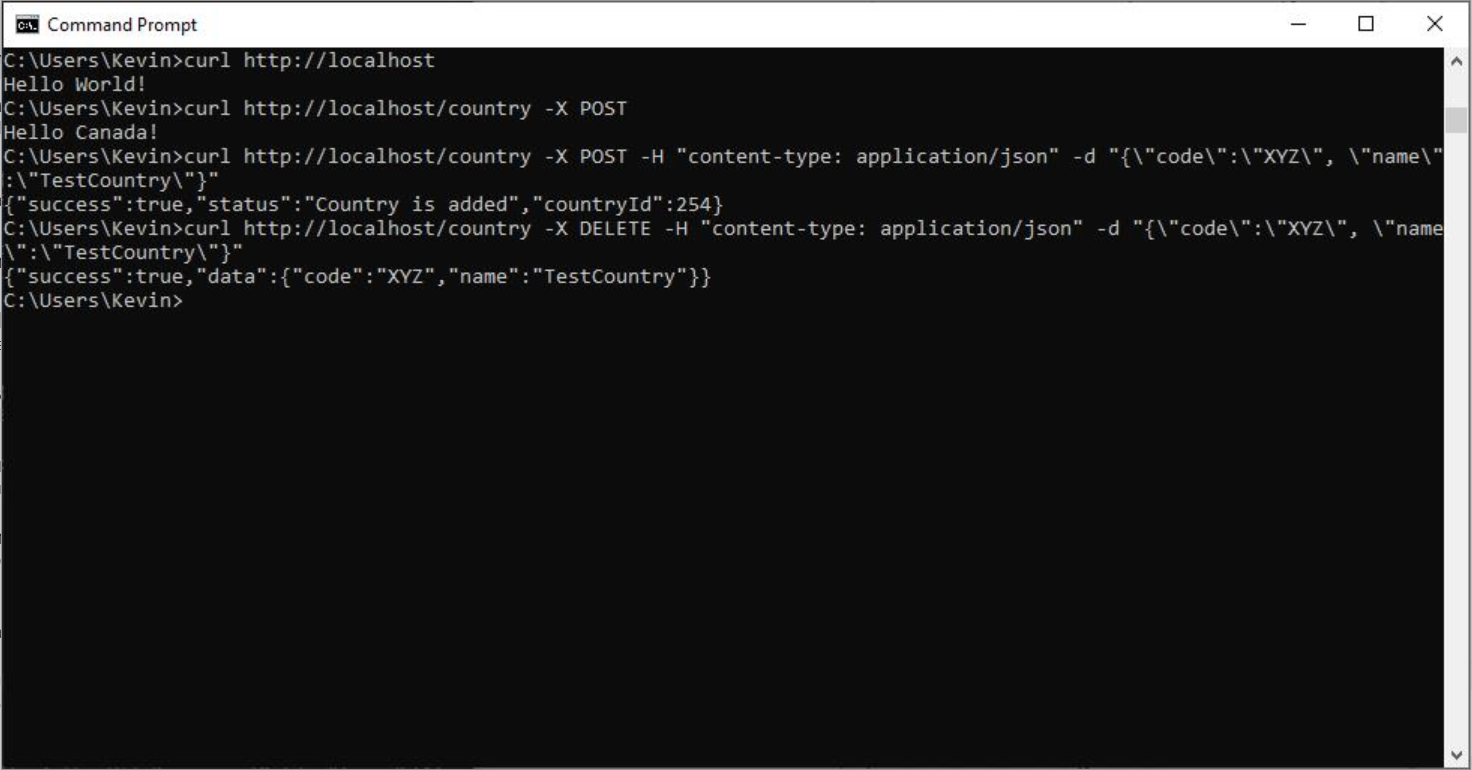 Command Prompt
C:\Users\Kevin>curl http://localhost
Hello World!
C:\Users\Kevin>curl http://localhost/country -X POST
Hello Canada!
C:\Users\Kevin>curl http://localhost/country -X POST -H "content-type: application/json" -d "{\"code\":\"XYZ\", \"name\"
:\"TestCountry\"}"
{"success":true,"status":"Country is added","countryId":254}
C:\Users\Kevin>curl http://localhost/country -X DELETE -H "content-type: application/json" -d "{\"code\":\"XYZ\", \"name
\":\"TestCountry\"}"
{"success":true,"data":{"code":"XYZ","name":"TestCountry"}}
C:\Users\Kevin>